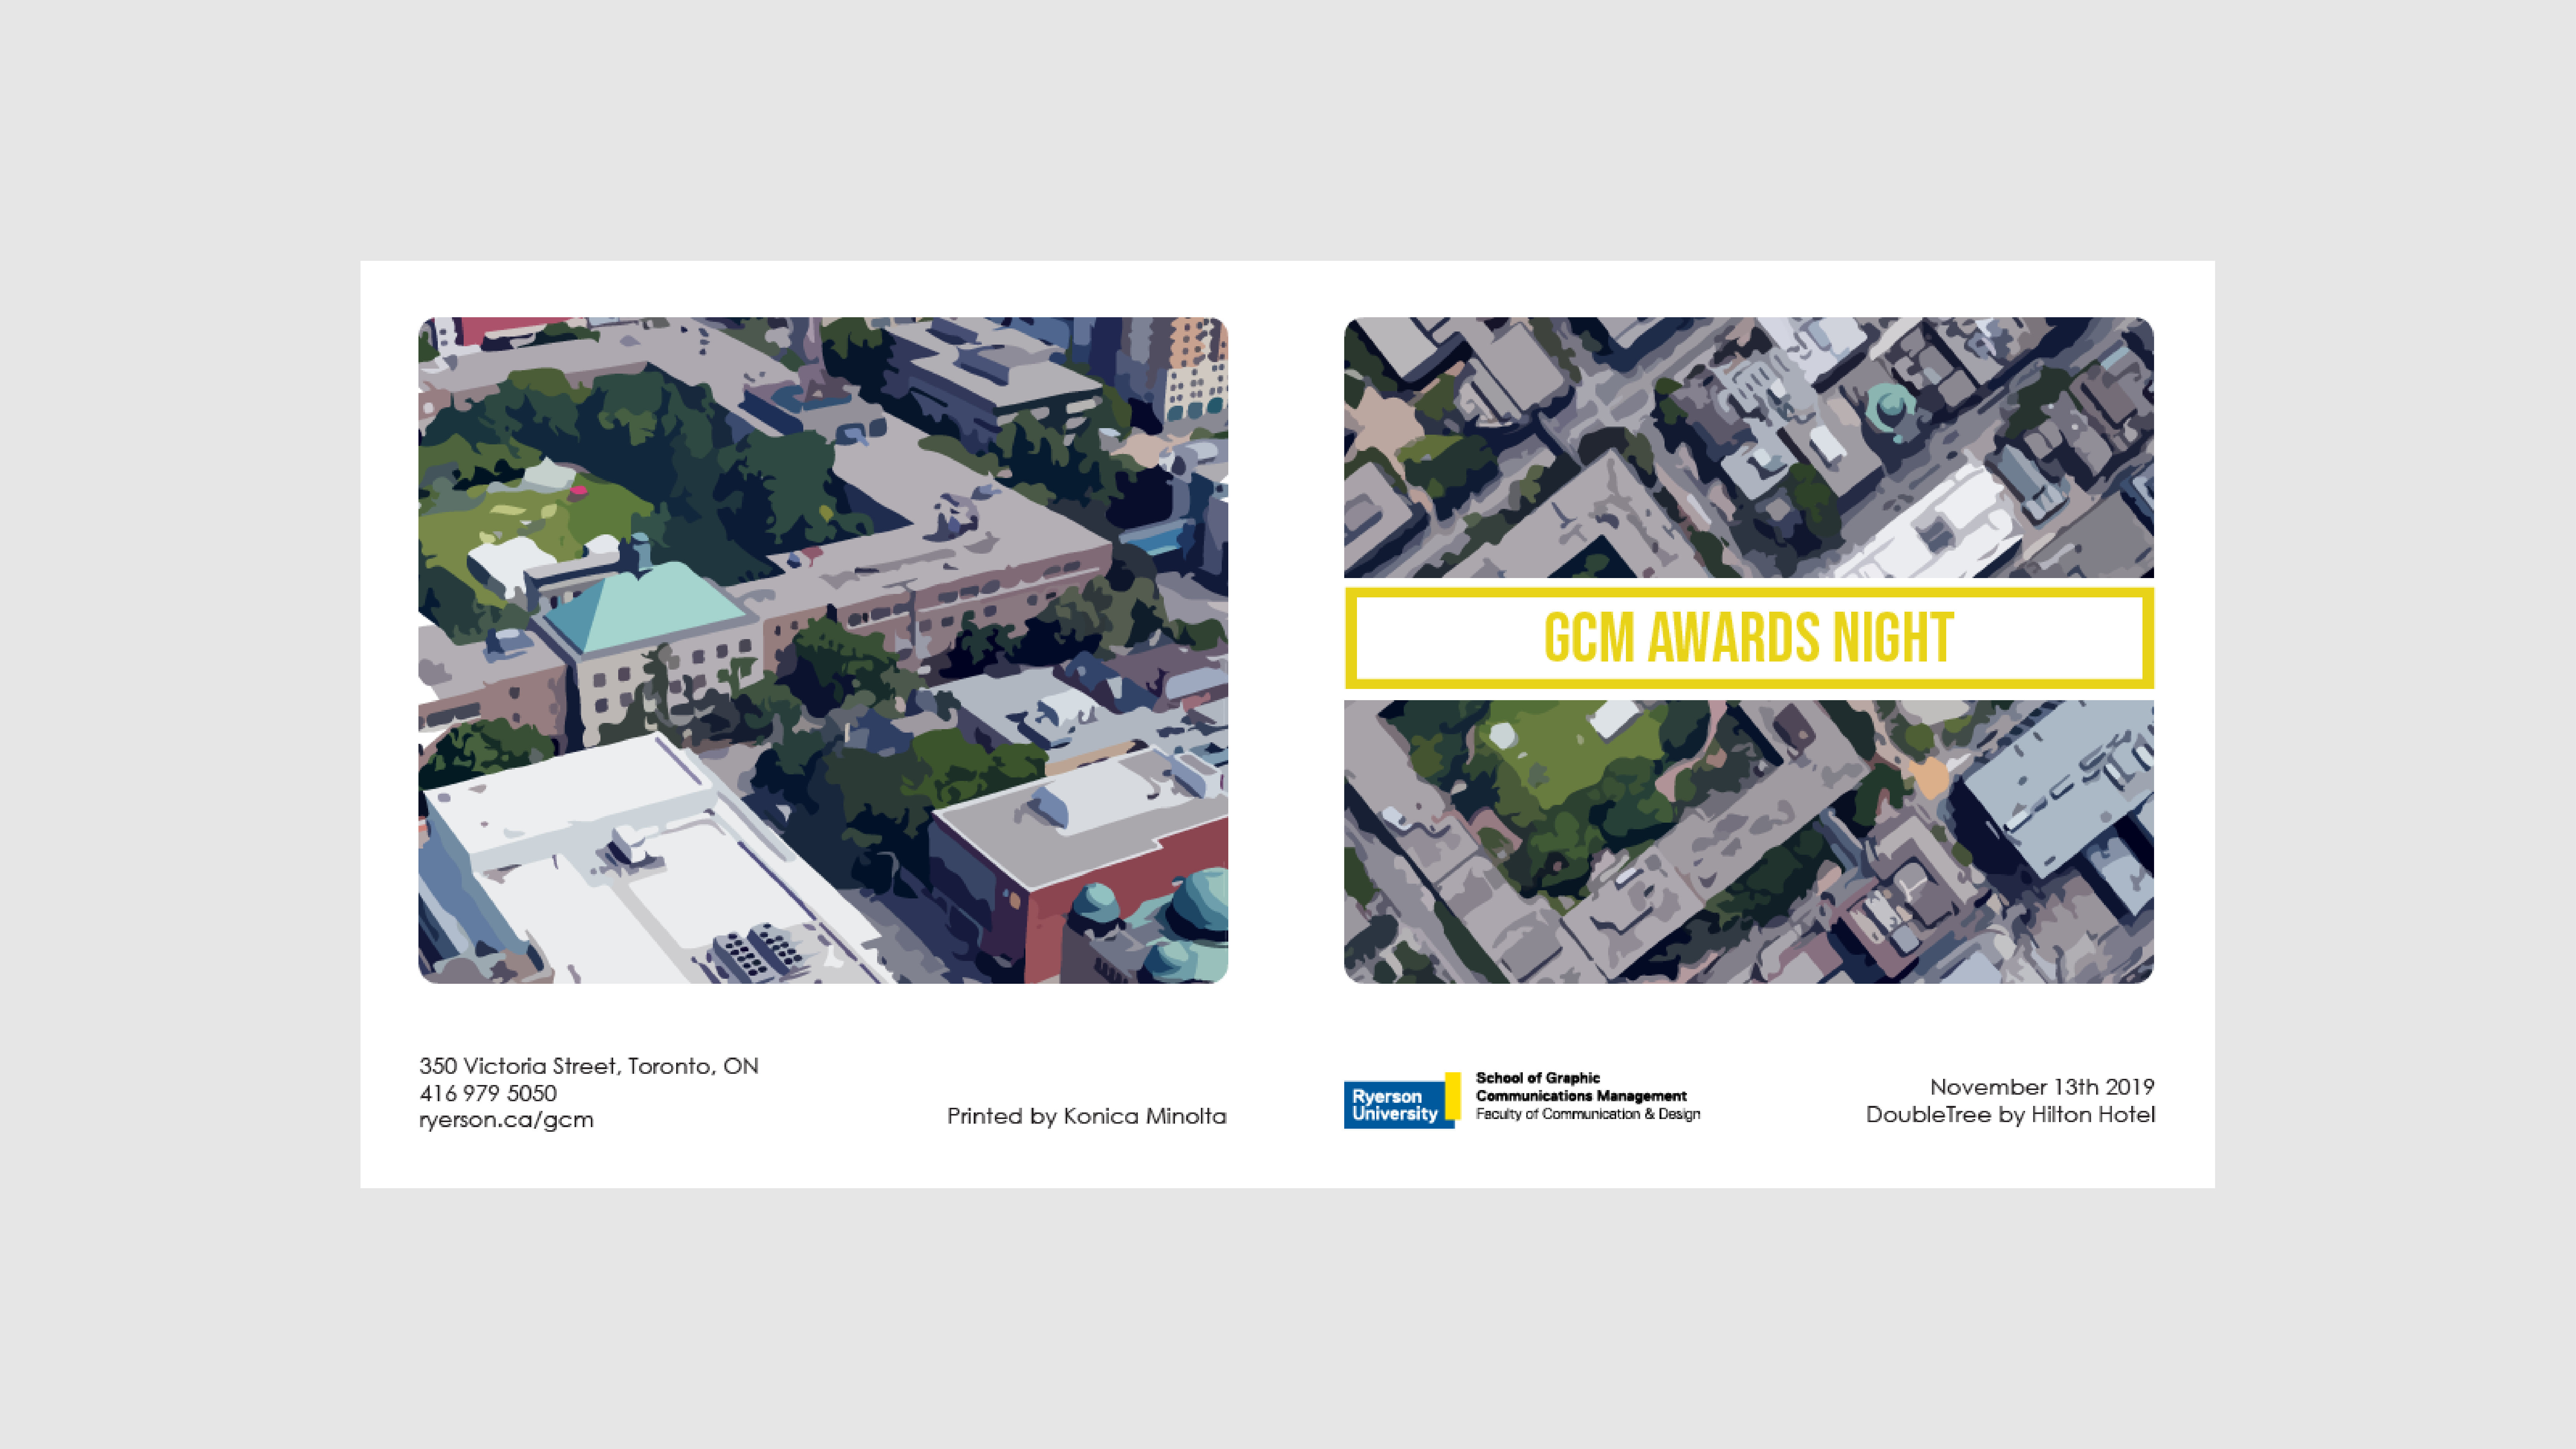 GCM AWARDS NIGHT
350 Victoria Street, Toronto, ON
416 979 5050
ryerson.ca/gcm
Printed by Konica Minolta
Ryerson
University
School of Graphic
Communications Management
Faculty of Communication & Design
November 13th 2019
DoubleTree by Hilton Hotel